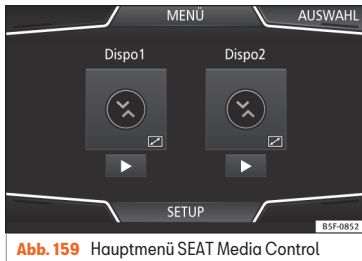 MENÜ AUSWAHL
Dispo1 Dispo2
SETUP
B5F-0852
Abb. 159 Hauptmenü SEAT Media Control